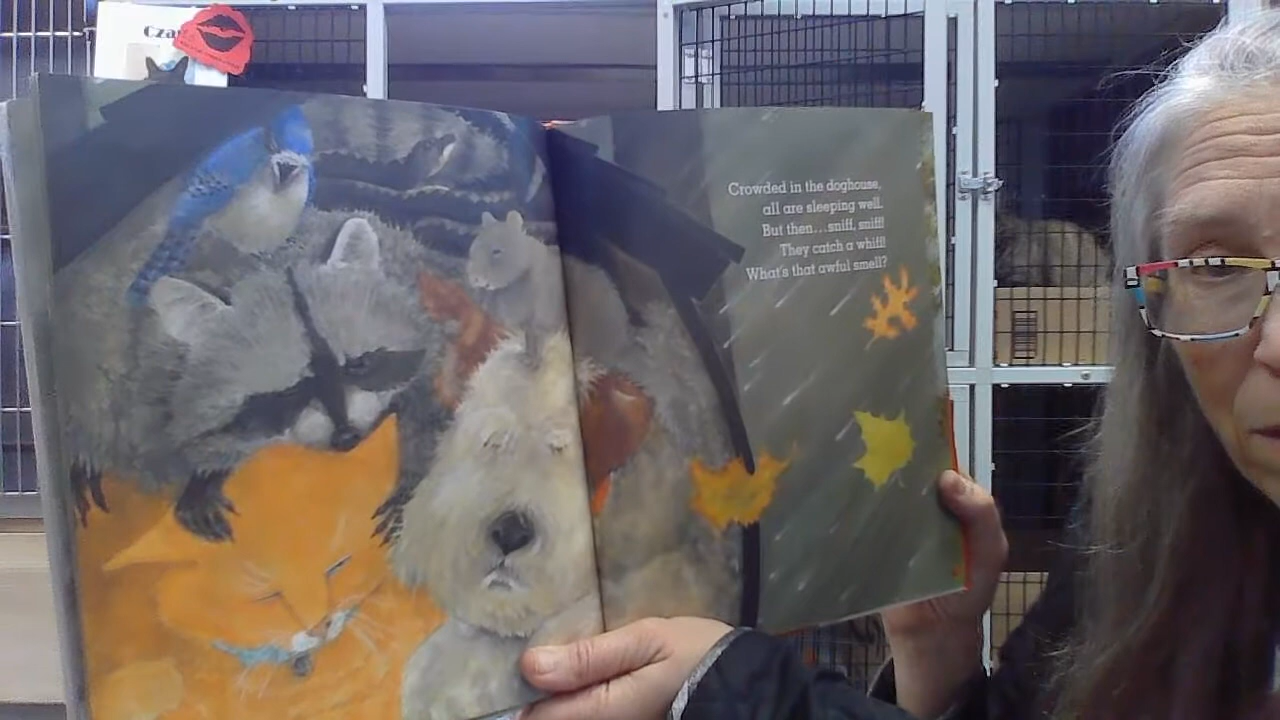 Cza
Crowded in the doghouse,
all are sleeping well.
But then...sniff, sniff!
They catch a whiff!
What's that awful smell?